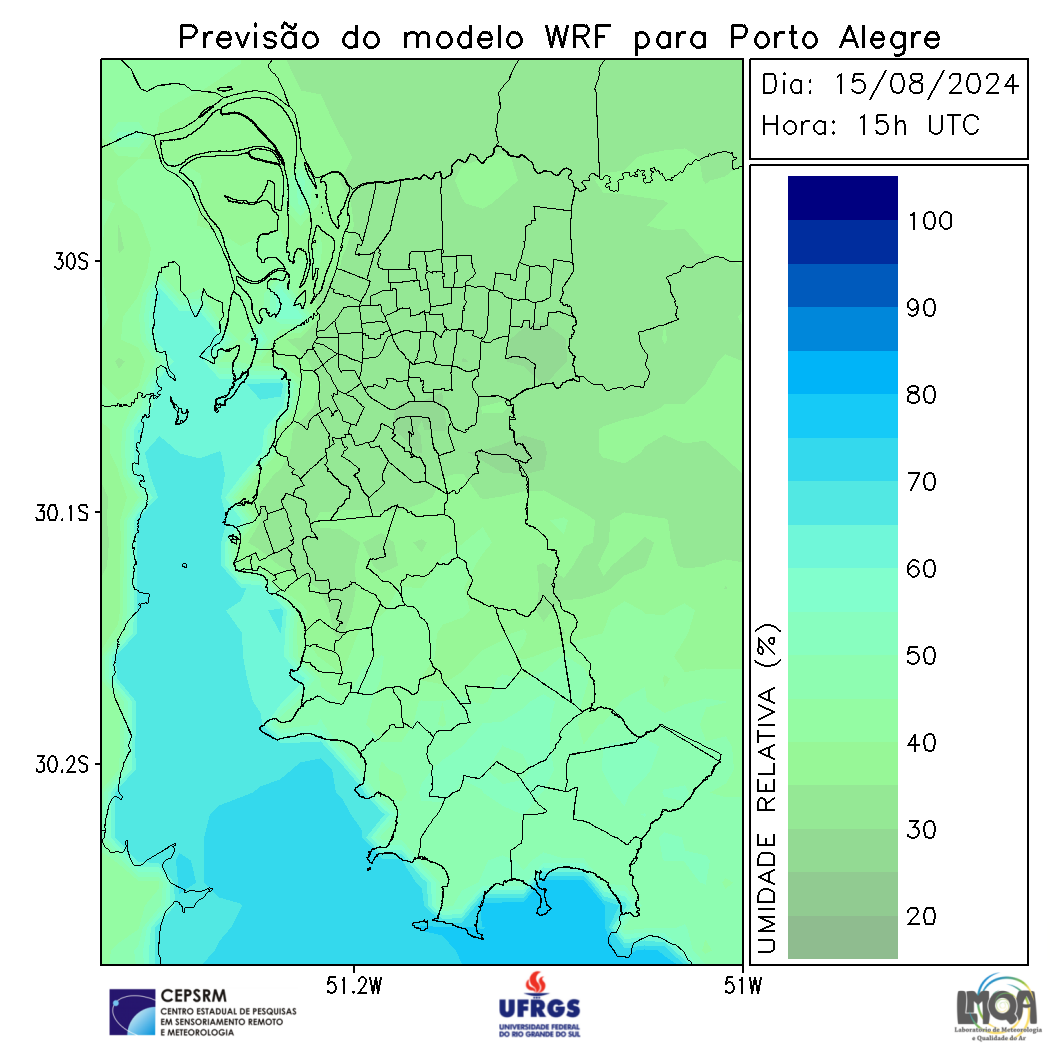 Previsão do modelo WRF para Porto Alegre
Dia: 15/08/2024
Hora: 15h UTC
30S
30.1S
30.2S
51.2W
51W
100
90
80
70
60
50
40
30
20
UMIDADE RELATIVA (%)
CEPSRM
CENTRO ESTADUAL DE PESQUISAS
EM SENSORIAMENTO REMOTO
E METEOROLOGIA
UFRGS
UNIVERSIDADE FEDERAL
DO RIO GRANDE DO SUL
LMQA
Laboratório de Meteorologia
e Qualidade do Ar